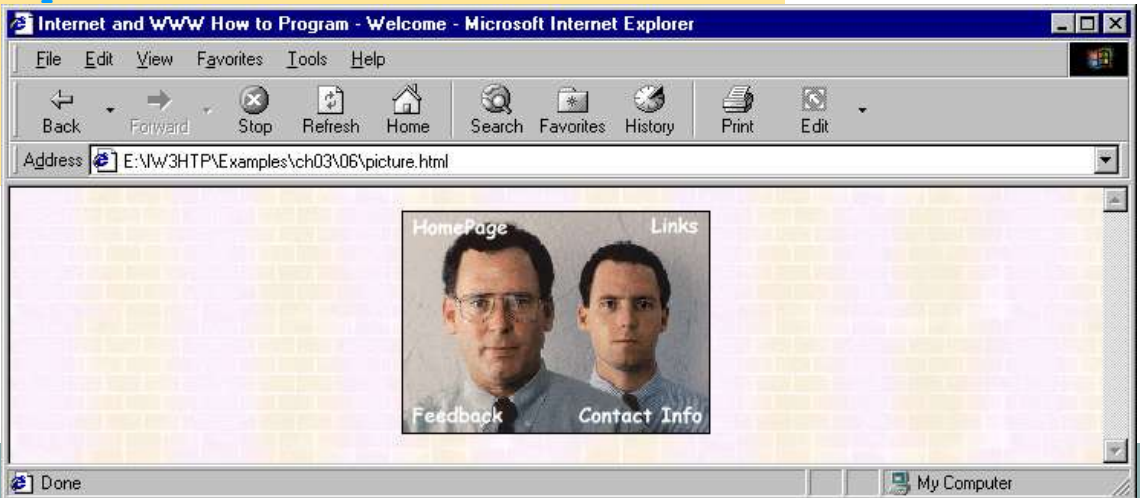 Internet and WWW How to Program - Welcome - Microsoft Internet Explorer
File Edit View Favorites Tools Help
Back Forward Stop Refresh Home Search Favorites History Print Edit
Address E:\IW3HTP\Examples\ch03\06\picture.html
HomePage Links
Feedback Contact Info
Done My Computer